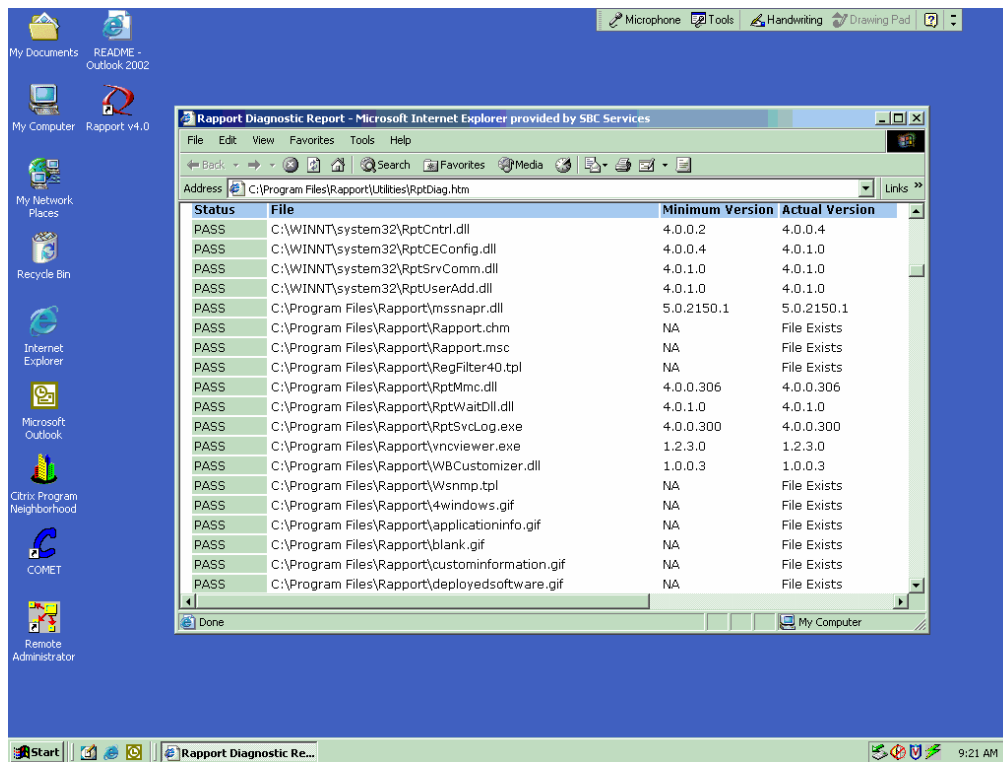 Microphone Tools Handwriting Drawing Pad
My Documents
README -
Outlook 2002
My Computer
Rapport v4.0
My Network
Places
Recycle Bin
Internet
Explorer
Microsoft
Outlook
Citrix Program
Neighborhood
COMET
Remote
Administrator
Rapport Diagnostic Report - Microsoft Internet Explorer provided by SBC Services
File Edit View Favorites Tools Help
Back Search Favorites Media
Address C:\Program Files\Rapport\Utilities\RptDiag.htm Links »
Status File Minimum Version Actual Version
PASS C:\WINNT\system32\RptCntrl.dll 4.0.0.2 4.0.0.4
PASS C:\WINNT\system32\RptCEConfig.dll 4.0.0.4 4.0.1.0
PASS C:\WINNT\system32\RptSrvComm.dll 4.0.1.0 4.0.1.0
PASS C:\WINNT\system32\RptUserAdd.dll 4.0.1.0 4.0.1.0
PASS C:\Program Files\Rapport\mssnapr.dll 5.0.2150.1 5.0.2150.1
PASS C:\Program Files\Rapport\Rapport.chm NA File Exists
PASS C:\Program Files\Rapport\Rapport.msc NA File Exists
PASS C:\Program Files\Rapport\RegFilter40.tpl NA File Exists
PASS C:\Program Files\Rapport\RptMmc.dll 4.0.0.306 4.0.0.306
PASS C:\Program Files\Rapport\RptWaitDll.dll 4.0.1.0 4.0.1.0
PASS C:\Program Files\Rapport\RptSvcLog.exe 4.0.0.300 4.0.0.300
PASS C:\Program Files\Rapport\vncviewer.exe 1.2.3.0 1.2.3.0
PASS C:\Program Files\Rapport\WBCustomizer.dll 1.0.0.3 1.0.0.3
PASS C:\Program Files\Rapport\Wsnmp.tpl NA File Exists
PASS C:\Program Files\Rapport\4windows.gif NA File Exists
PASS C:\Program Files\Rapport\applicationinfo.gif NA File Exists
PASS C:\Program Files\Rapport\blank.gif NA File Exists
PASS C:\Program Files\Rapport\custominformation.gif NA File Exists
PASS C:\Program Files\Rapport\deployedsoftware.gif NA File Exists
Done My Computer
Start Rapport Diagnostic Re... 9:21 AM